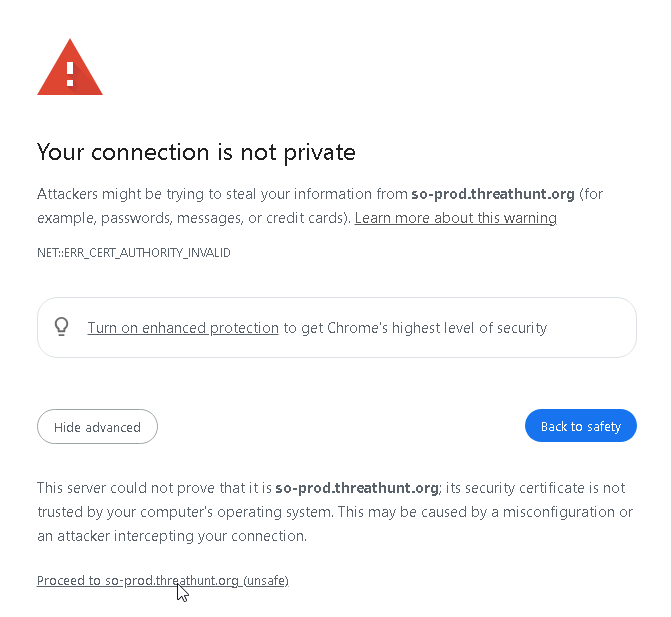 Your connection is not private
Attackers might be trying to steal your information from so-prod.threathunt.org (for
example, passwords, messages, or credit cards). Learn more about this warning
NET::ERR_CERT_AUTHORITY_INVALID
Turn on enhanced protection to get Chrome's highest level of security
Hide advanced
Back to safety
This server could not prove that it is so-prod.threathunt.org; its security certificate is not
trusted by your computer's operating system. This may be caused by a misconfiguration or
an attacker intercepting your connection.
Proceed to so-prod.threathunt.org (unsafe)